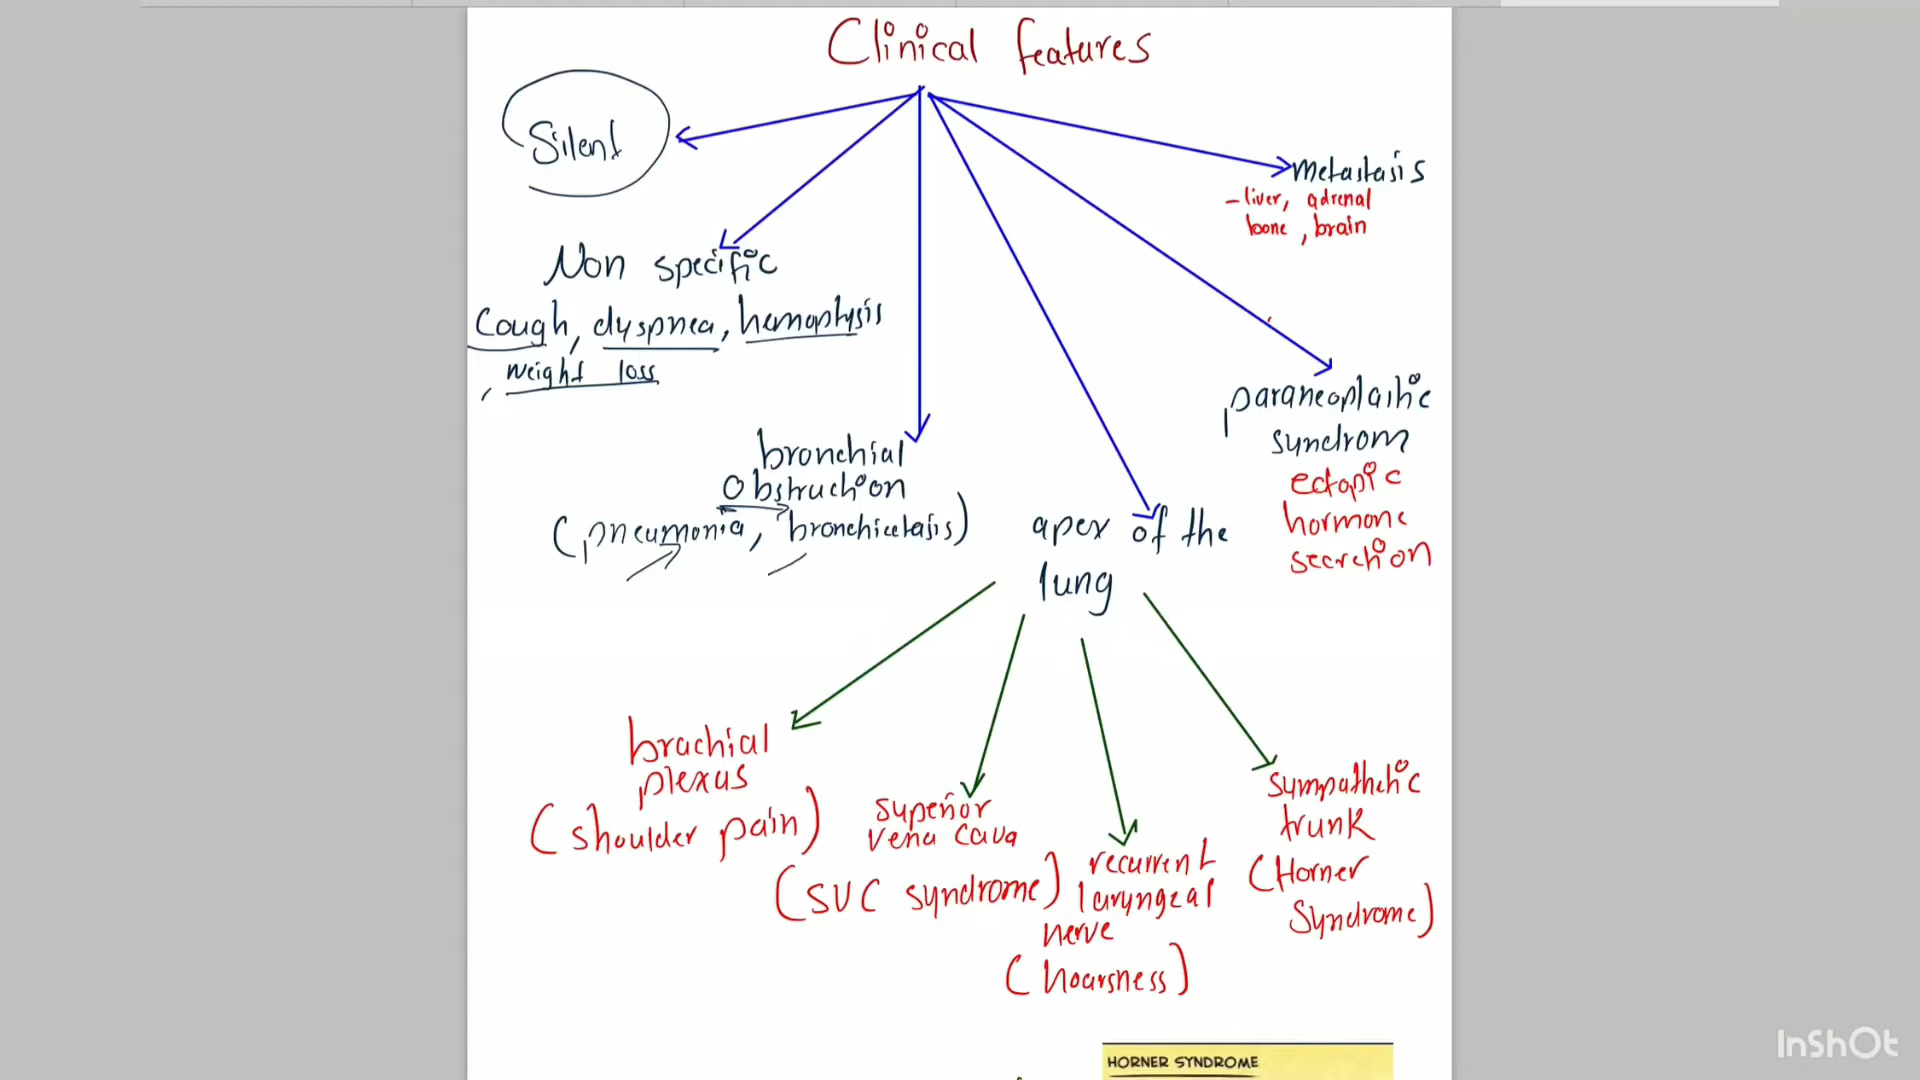 Clinical features
Silent
Non specific
Cough, dyspnea, hemoptysis
, weight loss
bronchial
obstruction
(pneumonia, bronchicetasis)
apex of the
lung
metastasis
- liver, adrenal
bone, brain
paraneoplastic
syndrom
ectopic
hormone
secretion
brachial
plexus
(shoulder pain)
superior
vena cava
(SVC syndrome)
recurrent
laryngeal
nerve
(hoarsness)
sympathetic
trunk
(Horner
Syndrome)
HORNER SYNDROME
InShOt